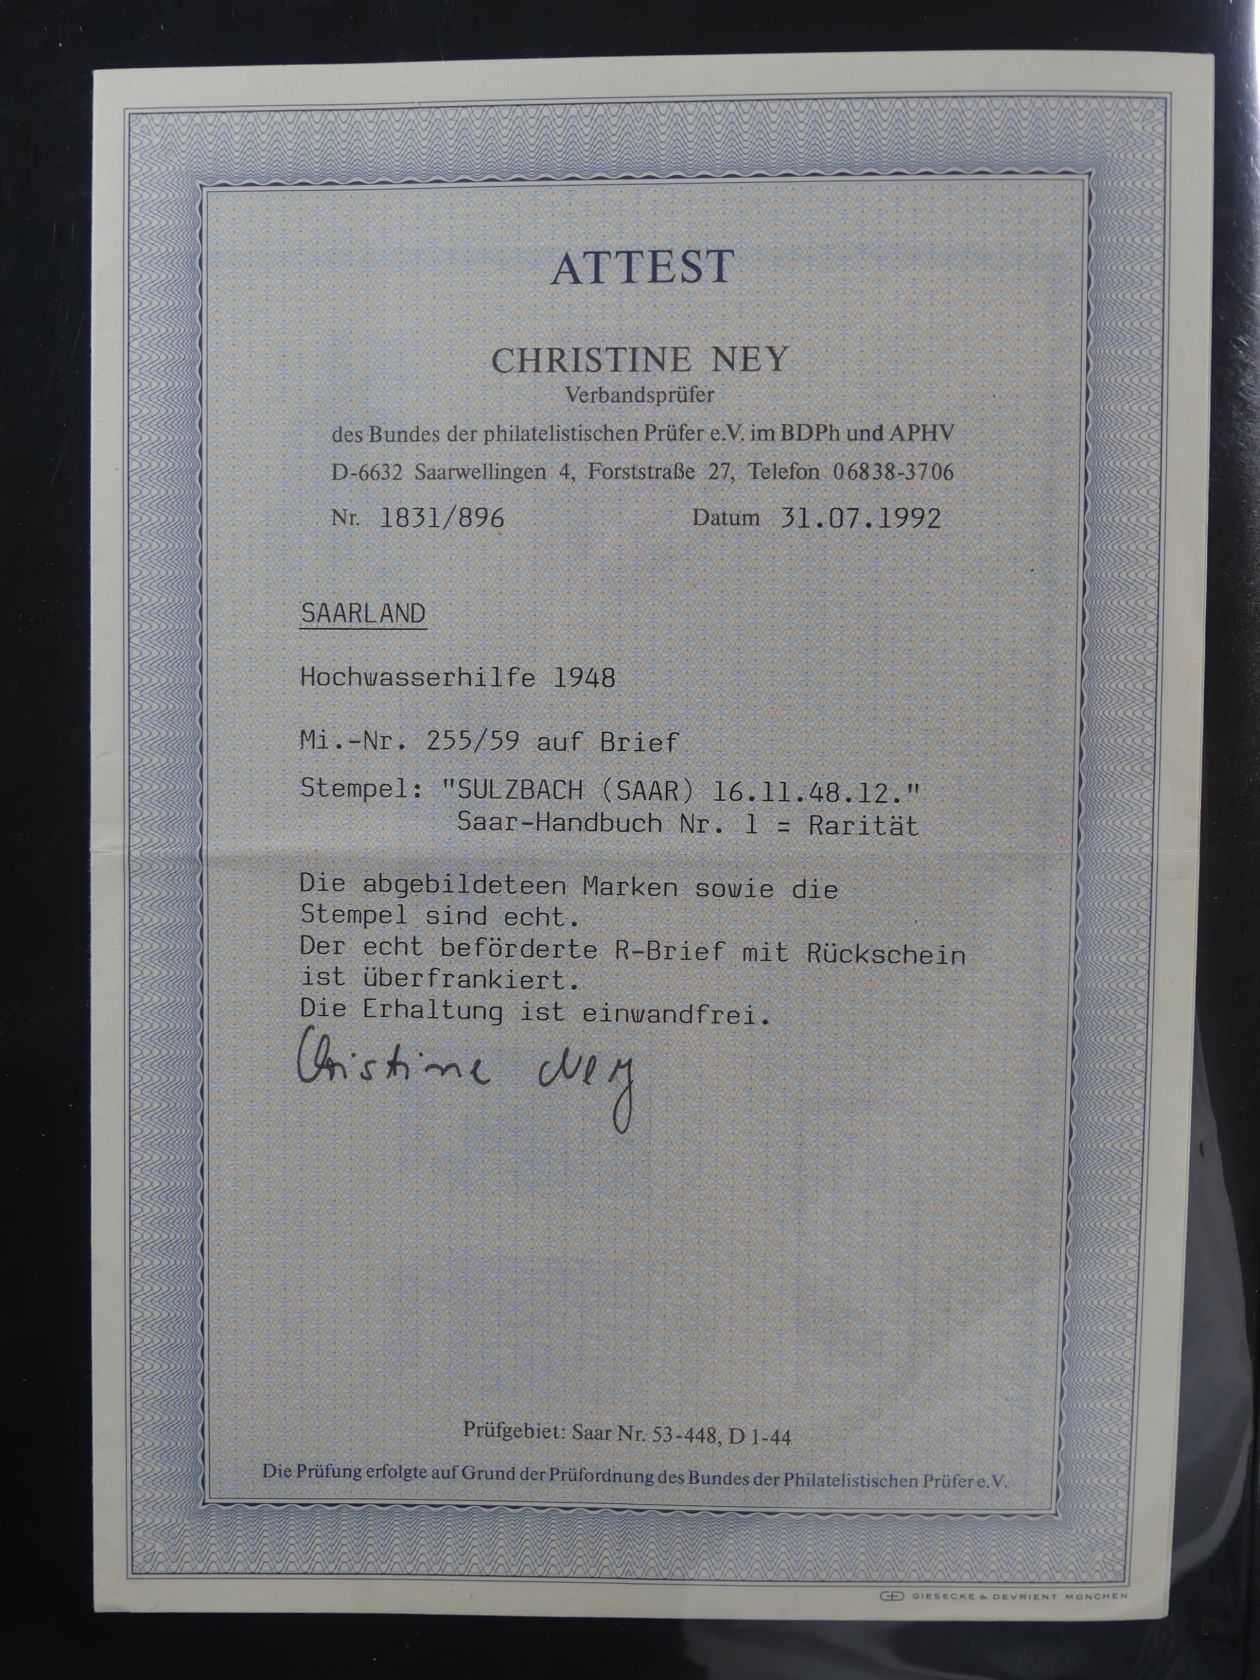 ATTEST
CHRISTINE NEY
Verbandsprüfer
des Bundes der philatelistischen Prüfer e.V. im BDPh und APHV
D-6632 Saarwellingen 4, Forststraße 27, Telefon 06838-3706
Nr. 1831/896 Datum 31.07.1992
SAARLAND
Hochwasserhilfe 1948
Mi.-Nr. 255/59 auf Brief
Stempel: "SULZBACH (SAAR) 16.11.48.12."
Saar-Handbuch Nr. 1 = Rarität
Die abgebildeteen Marken sowie die
Stempel sind echt.
Der echt beförderte R-Brief mit Rückschein
ist überfrankiert.
Die Erhaltung ist einwandfrei.
Christine Ney
Prüfgebiet: Saar Nr. 53-448, D 1-44
Die Prüfung erfolgte auf Grund der Prüfordnung des Bundes der Philatelistischen Prüfer e.V.
GIESECKE & DEVRIENT MÜNCHEN